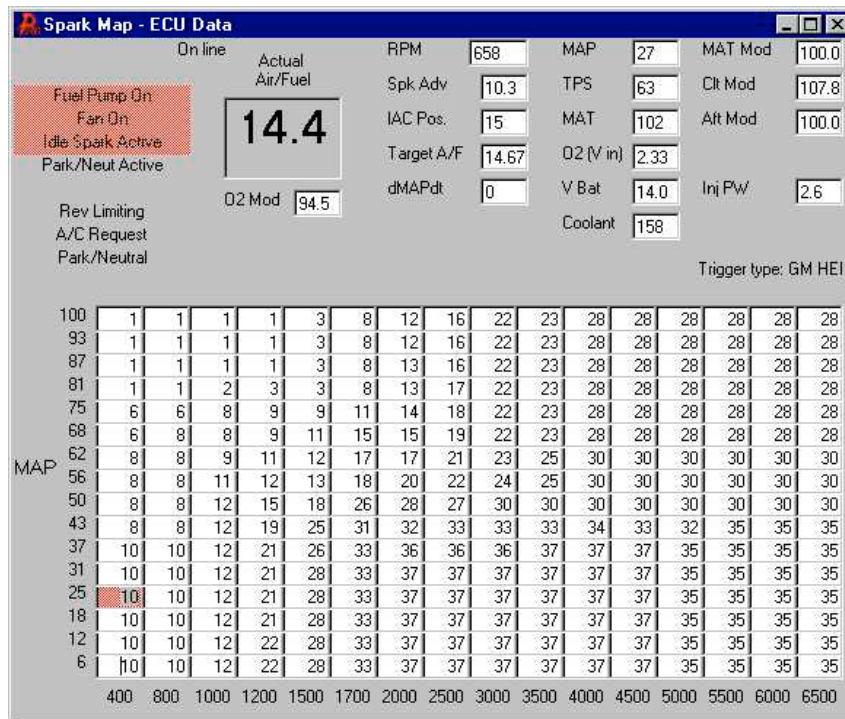 Spark Map - ECU Data
On line
Actual
Air/Fuel
RPM 658 MAP 27 MAT Mod 100.0
Fuel Pump On
Fan On
Idle Spark Active
Park/Neut Active
14.4
Spk Adv 10.3 TPS 63 Clt Mod 107.8
IAC Pos. 15 MAT 102 Aft Mod 100.0
Target A/F 14.67 O2 (V in) 2.33
O2 Mod 94.5
dMAPdt 0 V Bat 14.0 Inj PW 2.6
Rev Limiting
A/C Request
Park/Neutral
Coolant 158
Trigger type: GM HEI
100 1 1 1 1 3 8 12 16 22 23 28 28 28 28 28 28
93 1 1 1 1 3 8 12 16 22 23 28 28 28 28 28 28
87 1 1 1 1 3 8 13 16 22 23 28 28 28 28 28 28
81 1 1 2 3 3 8 13 17 22 23 28 28 28 28 28 28
75 6 6 8 9 9 11 14 18 22 23 28 28 28 28 28 28
68 6 8 8 9 11 15 15 19 22 23 28 28 28 28 28 28
62 8 8 9 11 12 17 17 21 23 25 30 30 30 30 30 30
MAP
56 8 8 11 12 13 18 20 22 24 25 30 30 30 30 30 30
50 8 8 12 15 18 26 28 27 30 30 30 30 30 30 30 30
43 8 8 12 19 25 31 32 33 33 33 34 33 32 35 35 35
37 10 10 12 21 26 33 36 36 36 37 37 37 35 35 35 35
31 10 10 12 21 28 33 37 37 37 37 37 37 35 35 35 35
25 10 10 12 21 28 33 37 37 37 37 37 37 35 35 35 35
18 10 10 12 21 28 33 37 37 37 37 37 37 35 35 35 35
12 10 10 12 22 28 33 37 37 37 37 37 37 35 35 35 35
6 10 10 12 22 28 33 37 37 37 37 37 37 35 35 35 35
400 800 1000 1200 1500 1700 2000 2500 3000 3500 4000 4500 5000 5500 6000 6500